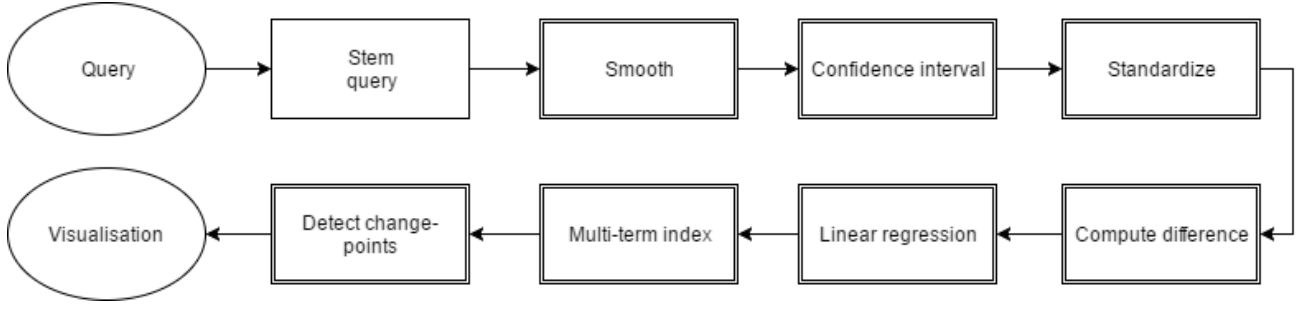 Query
Stem
query
Smooth
Confidence interval
Standardize
Compute difference
Linear regression
Multi-term index
Detect change-
points
Visualisation